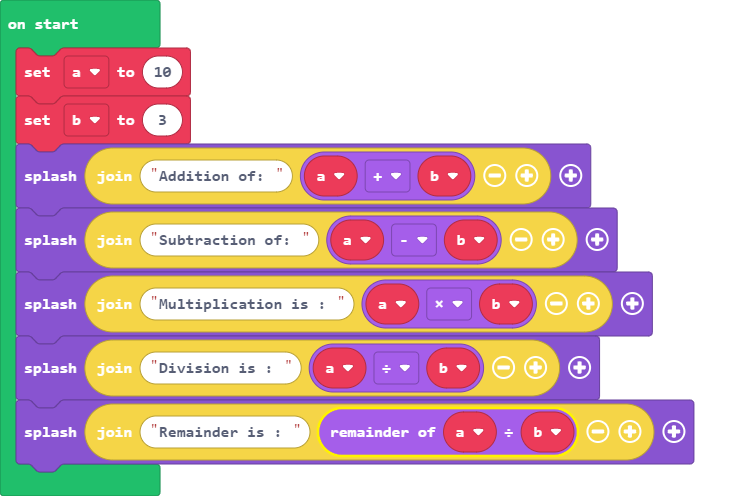 on start
set a to 10
set b to 3
splash join "Addition of: " a + b
splash join "Subtraction of: " a - b
splash join "Multiplication is : " a × b
splash join "Division is : " a ÷ b
splash join "Remainder is : " remainder of a ÷ b